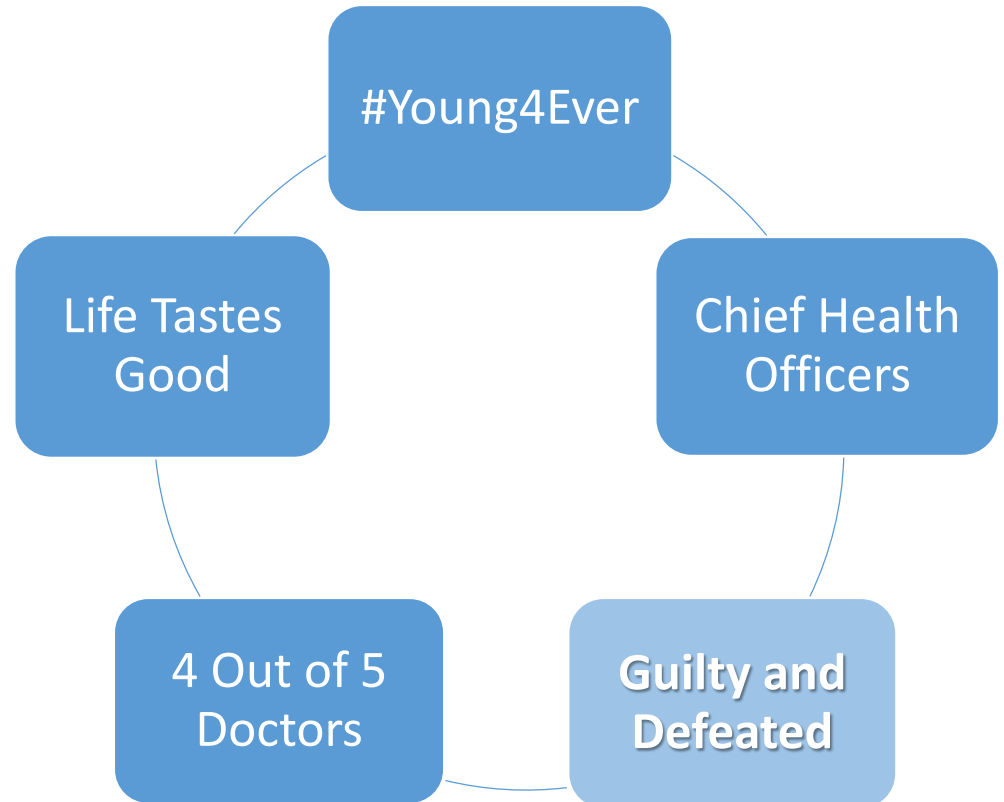 #Young4Ever
Life Tastes
Good
Chief Health
Officers
4 Out of 5
Doctors
Guilty and
Defeated